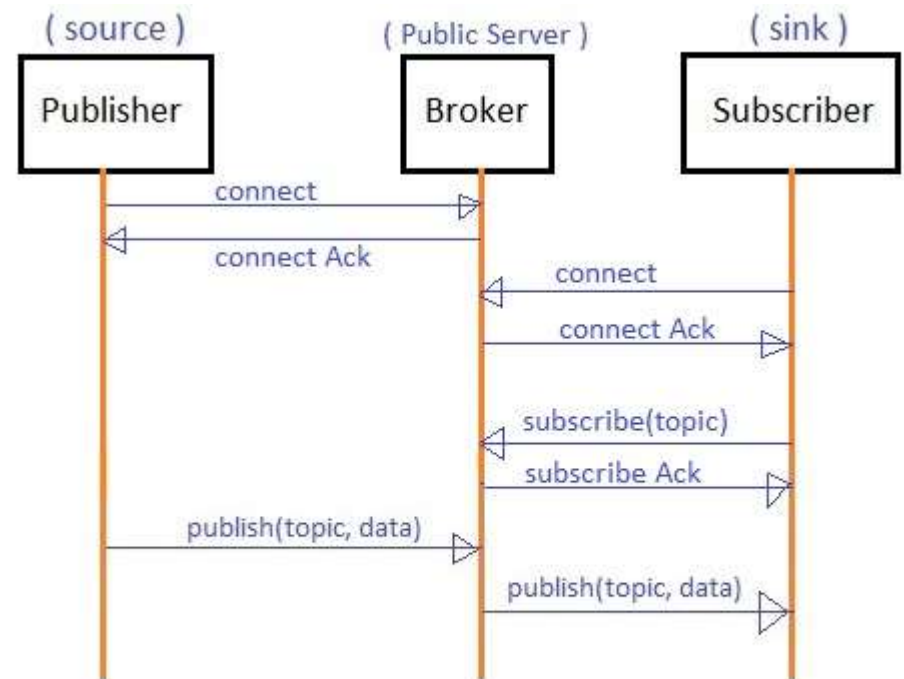 ( source )
( Public Server )
( sink )
Publisher
Broker
Subscriber
connect
connect Ack
connect
connect Ack
subscribe(topic)
subscribe Ack
publish(topic, data)
publish(topic, data)